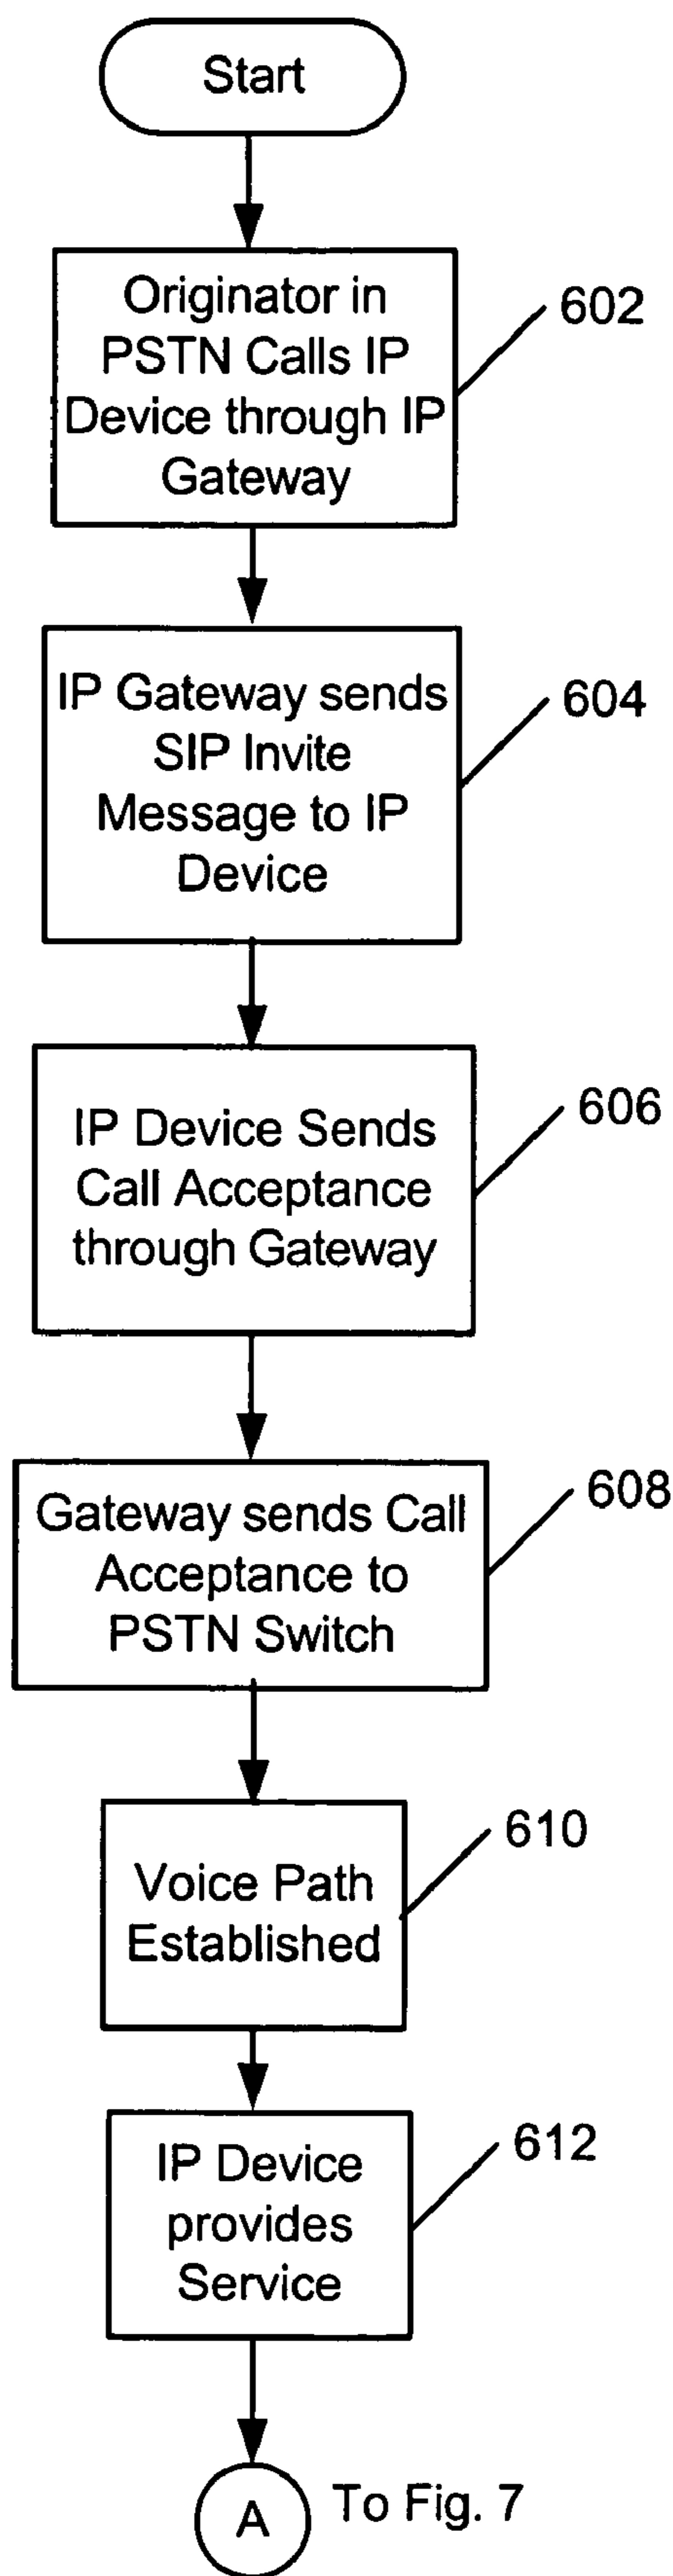 Start
Originator in
PSTN Calls IP
Device through IP
Gateway
602
IP Gateway sends
SIP Invite
Message to IP
Device
604
IP Device Sends
Call Acceptance
through Gateway
606
Gateway sends Call
Acceptance to
PSTN Switch
608
Voice Path
Established
610
IP Device
provides
Service
612
A
To Fig. 7